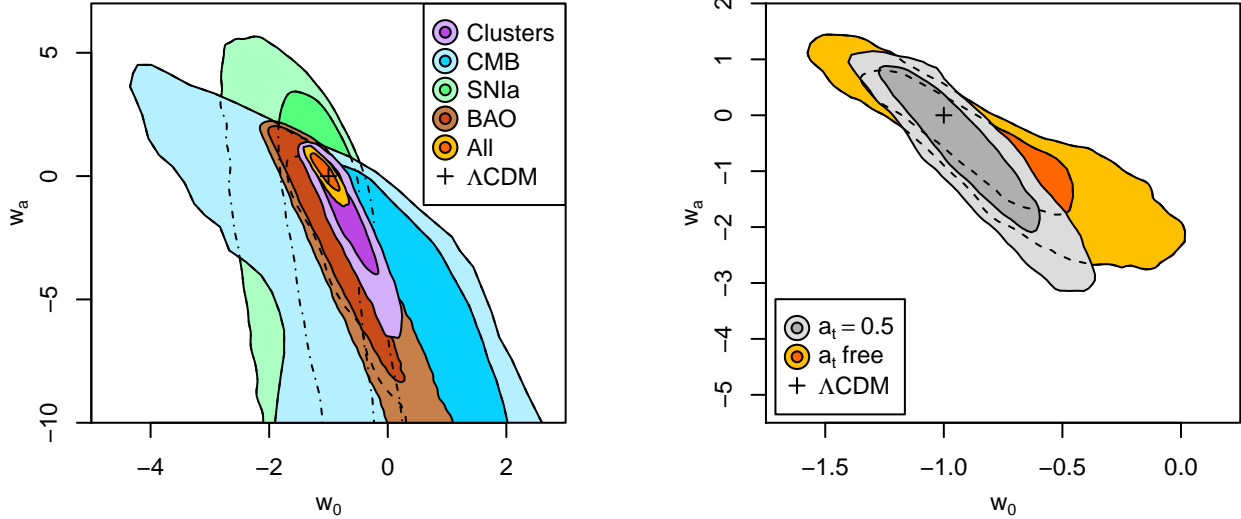 Clusters
CMB
SNIa
BAO
All
ΛCDM
5
0
−5
−10
wₐ
−4
−2
0
2
w₀
2
1
0
−1
−2
−3
−4
−5
wₐ
aₜ = 0.5
aₜ free
ΛCDM
−1.5
−1.0
−0.5
0.0
w₀